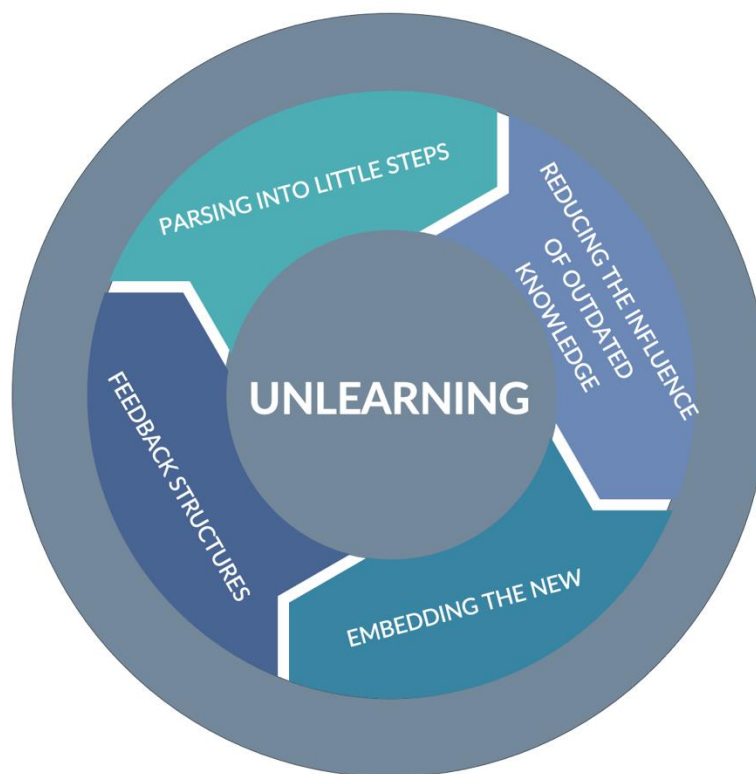 PARSING INTO LITTLE STEPS
REDUCING THE INFLUENCE
OF OUTDATED
KNOWLEDGE
UNLEARNING
FEEDBACK STRUCTURES
EMBEDDING THE NEW